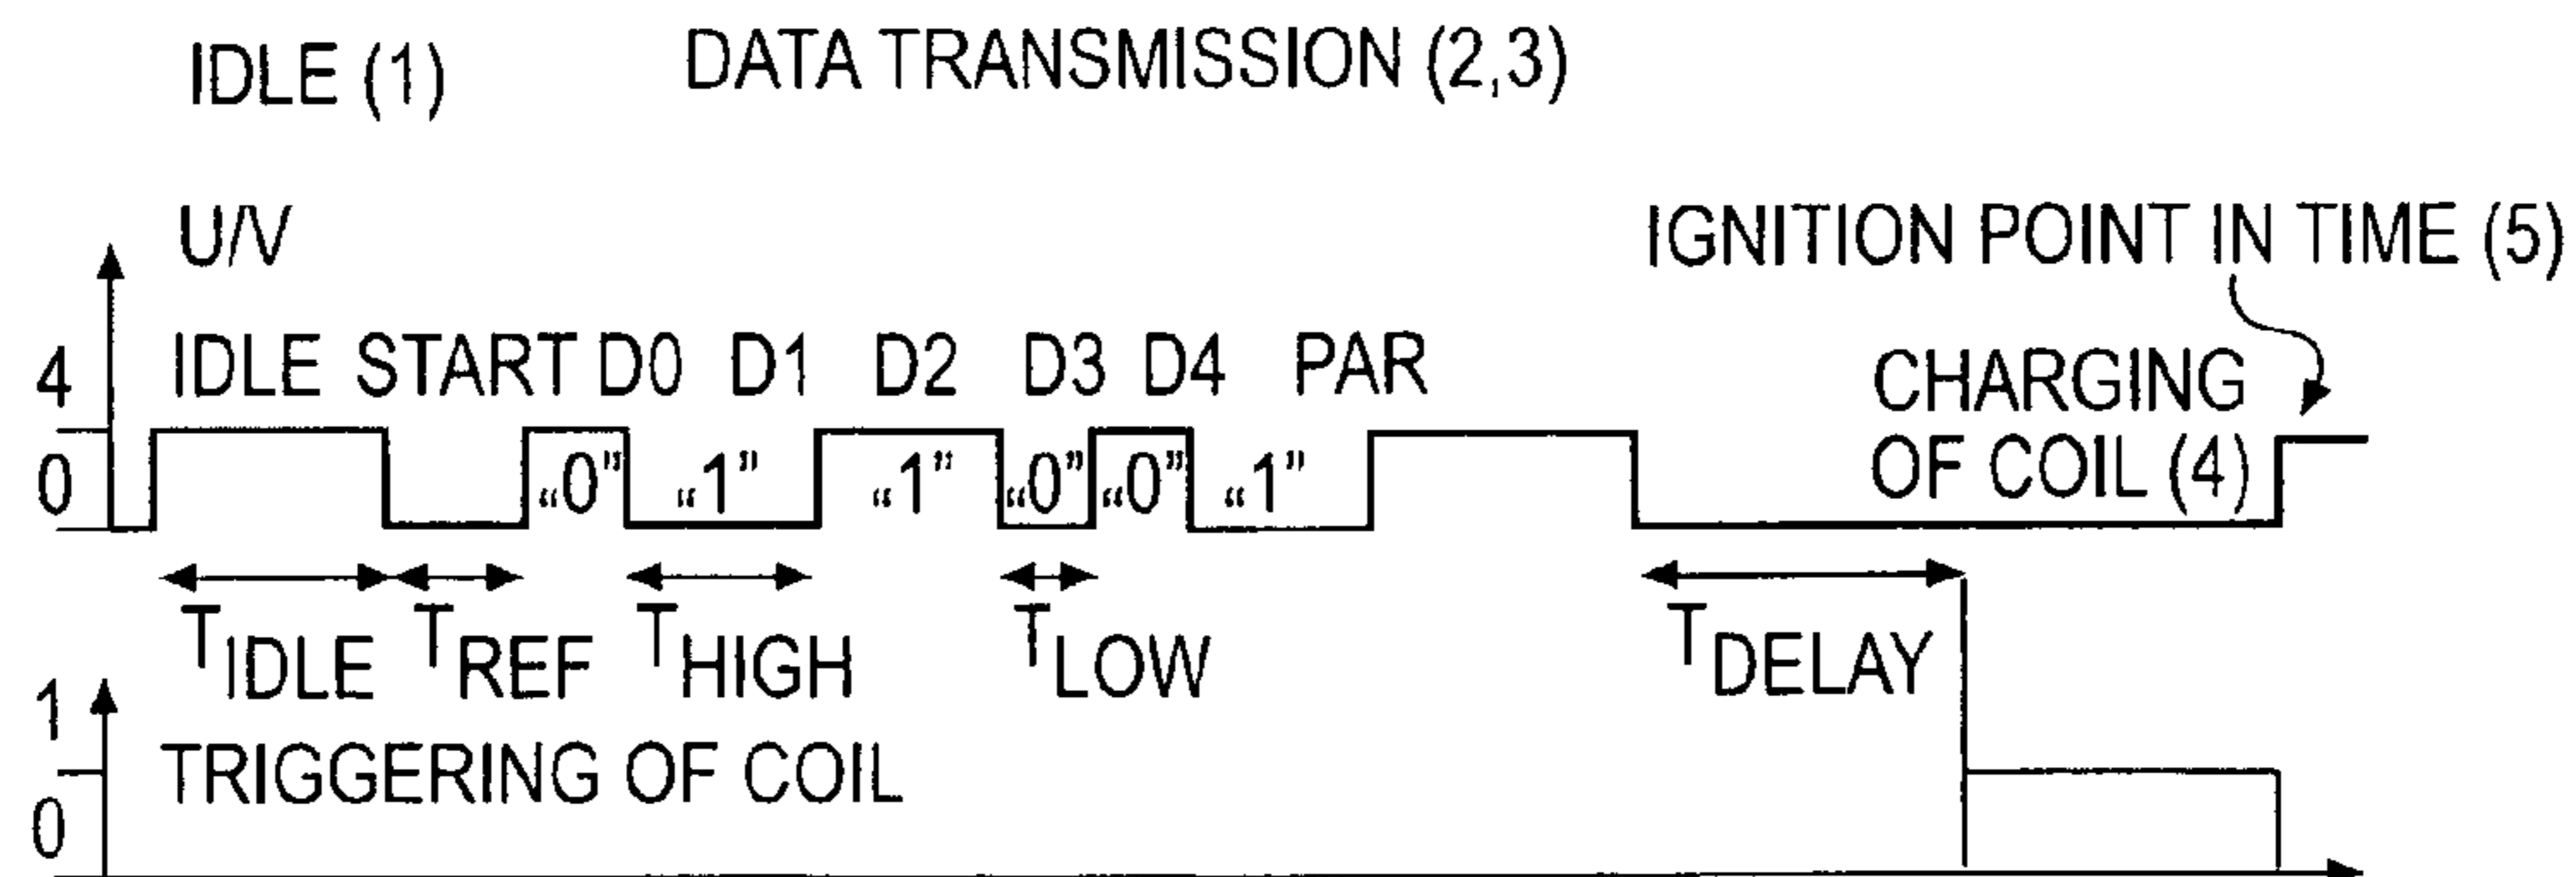 IDLE (1) DATA TRANSMISSION (2,3)
U/V IGNITION POINT IN TIME (5)
4 IDLE START D0 D1 D2 D3 D4 PAR CHARGING
0 „0” „1” „1” „0” „0” „1” OF COIL (4)
TIDLE TREF THIGH TLOW TDELAY
1
TRIGGERING OF COIL
0